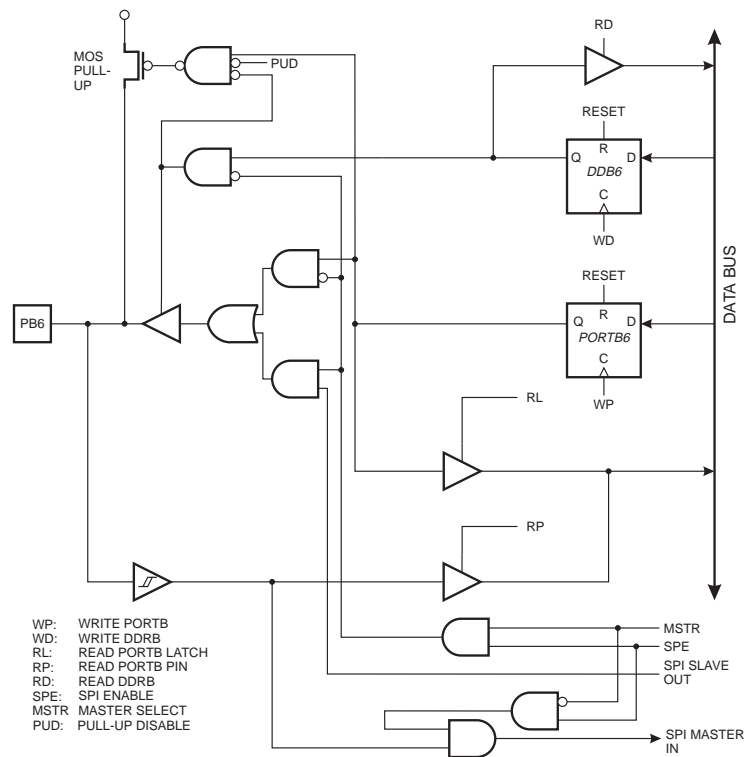 RD
MOS
PULL-
UP
PUD
RESET
R
Q
D
DDB6
C
WD
DATA BUS
RESET
R
Q
D
PORTB6
C
WP
PB6
RL
RP
MSTR
SPE
SPI SLAVE
OUT
SPI MASTER
IN
WP: WRITE PORTB
WD: WRITE DDRB
RL: READ PORTB LATCH
RP: READ PORTB PIN
RD: READ DDRB
SPE: SPI ENABLE
MSTR MASTER SELECT
PUD: PULL-UP DISABLE